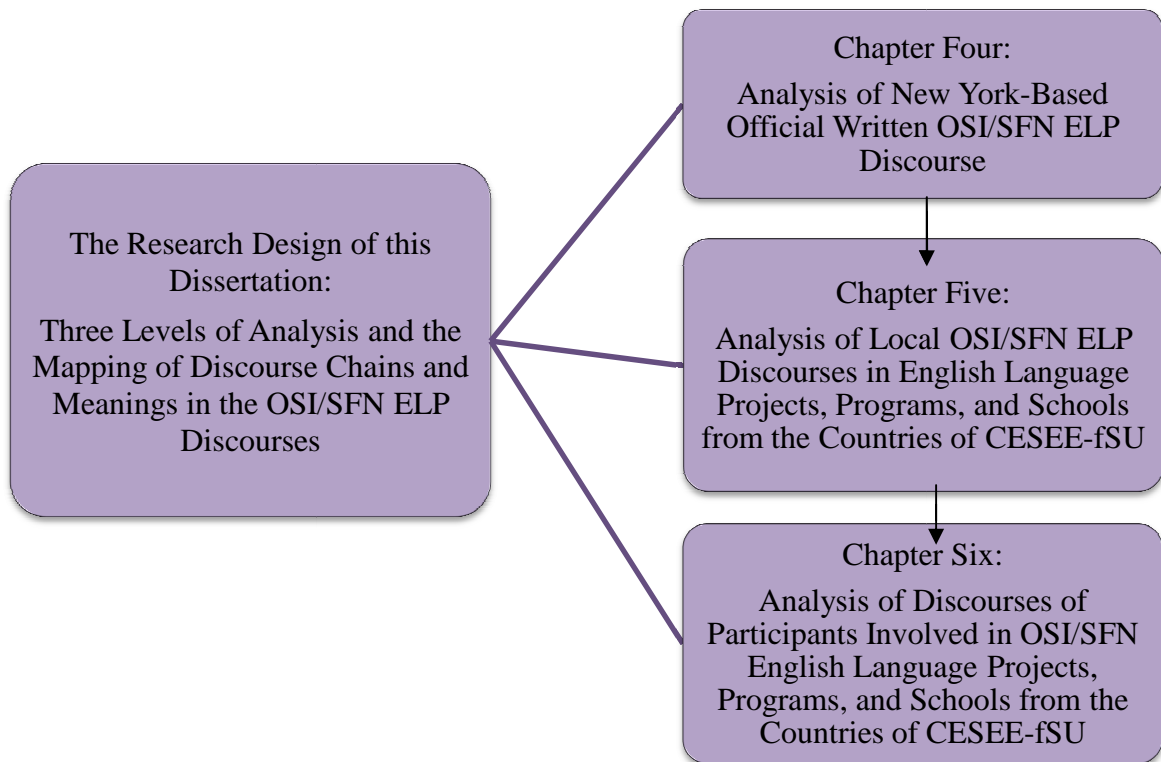 The Research Design of this
Dissertation:
Three Levels of Analysis and the
Mapping of Discourse Chains and
Meanings in the OSI/SFN ELP
Discourses
Chapter Four:
Analysis of New York-Based
Official Written OSI/SFN ELP
Discourse
Chapter Five:
Analysis of Local OSI/SFN ELP
Discourses in English Language
Projects, Programs, and Schools
from the Countries of CESEE-fSU
Chapter Six:
Analysis of Discourses of
Participants Involved in OSI/SFN
English Language Projects,
Programs, and Schools from the
Countries of CESEE-fSU